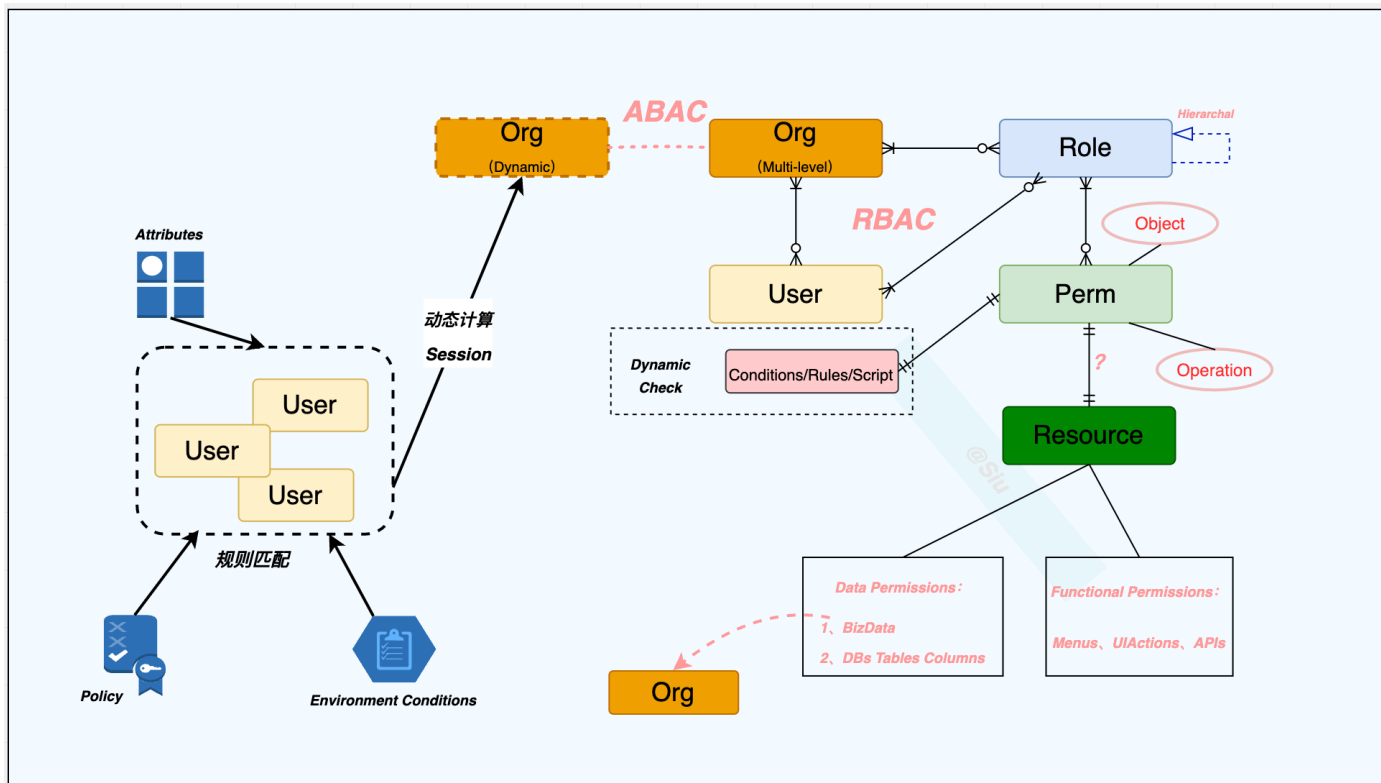 ABAC
Org
(Dynamic)
Org
(Multi-level)
Hierarchal
Role
RBAC
Object
Attributes
User
Perm
动态计算
Session
Dynamic
Check
Conditions/Rules/Script
?
Operation
User
User
User
Resource
@Siu
规则匹配
Data Permissions：
1、BizData
2、DBs Tables Columns
Functional Permissions：
Menus、UIActions、APIs
Org
Policy
Environment Conditions